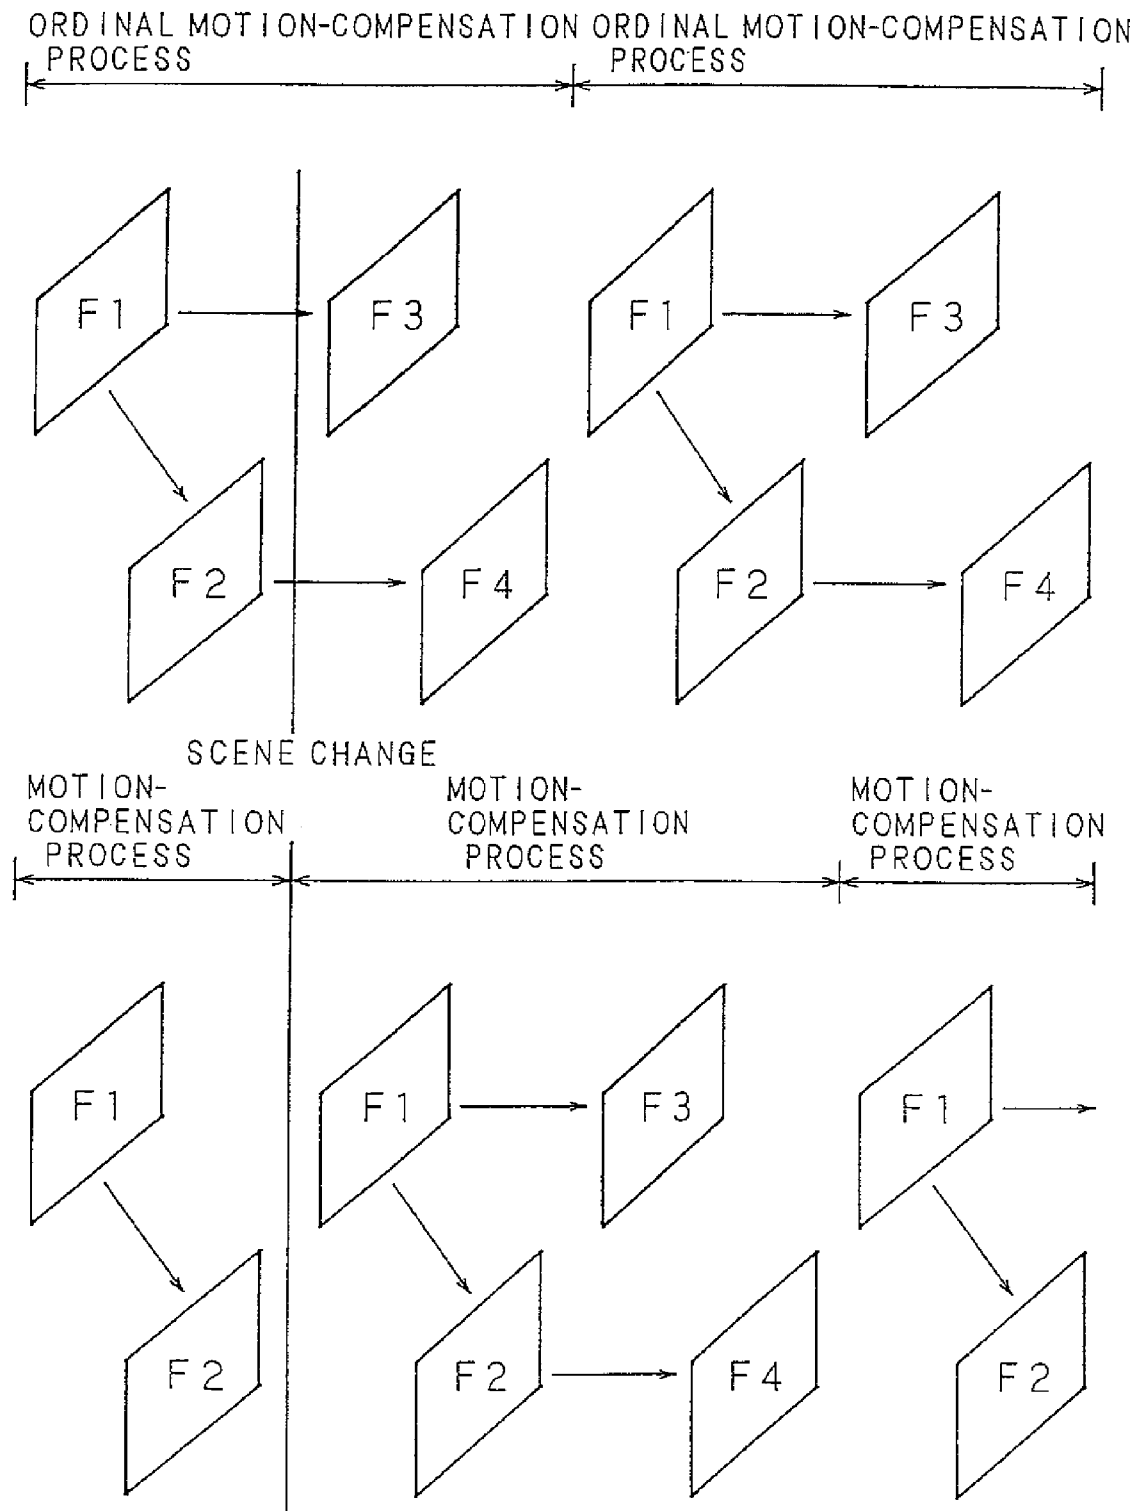 ORDINAL MOTION-COMPENSATION
PROCESS
ORDINAL MOTION-COMPENSATION
PROCESS
F1
F3
F1
F3
F2
F4
F2
F4
SCENE CHANGE
MOTION-
COMPENSATION
PROCESS
MOTION-
COMPENSATION
PROCESS
MOTION-
COMPENSATION
PROCESS
F1
F1
F3
F1
F2
F2
F4
F2